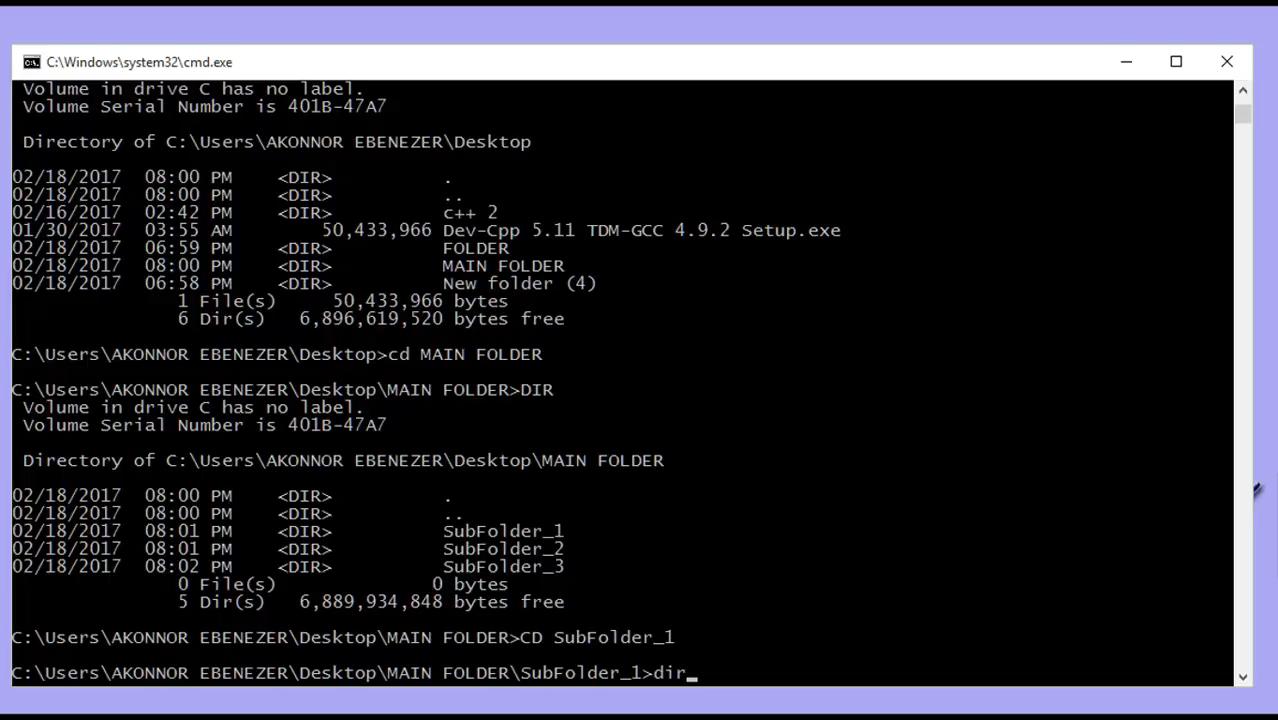 C:\Windows\system32\cmd.exe
Volume in drive C has no label.
Volume Serial Number is 401B-47A7
Directory of C:\Users\AKONNOR EBENEZER\Desktop
02/18/2017  08:00 PM    <DIR>          .
02/18/2017  08:00 PM    <DIR>          ..
02/16/2017  02:42 PM    <DIR>          c++ 2
01/30/2017  03:55 AM        50,433,966 Dev-Cpp 5.11 TDM-GCC 4.9.2 Setup.exe
02/18/2017  06:59 PM    <DIR>          FOLDER
02/18/2017  08:00 PM    <DIR>          MAIN FOLDER
02/18/2017  06:58 PM    <DIR>          New folder (4)
1 File(s)     50,433,966 bytes
6 Dir(s)   6,896,619,520 bytes free
C:\Users\AKONNOR EBENEZER\Desktop>cd MAIN FOLDER
C:\Users\AKONNOR EBENEZER\Desktop\MAIN FOLDER>DIR
Volume in drive C has no label.
Volume Serial Number is 401B-47A7
Directory of C:\Users\AKONNOR EBENEZER\Desktop\MAIN FOLDER
02/18/2017  08:00 PM    <DIR>          .
02/18/2017  08:00 PM    <DIR>          ..
02/18/2017  08:01 PM    <DIR>          SubFolder_1
02/18/2017  08:01 PM    <DIR>          SubFolder_2
02/18/2017  08:02 PM    <DIR>          SubFolder_3
0 File(s)              0 bytes
5 Dir(s)   6,889,934,848 bytes free
C:\Users\AKONNOR EBENEZER\Desktop\MAIN FOLDER>CD SubFolder_1
C:\Users\AKONNOR EBENEZER\Desktop\MAIN FOLDER\SubFolder_1>dir_